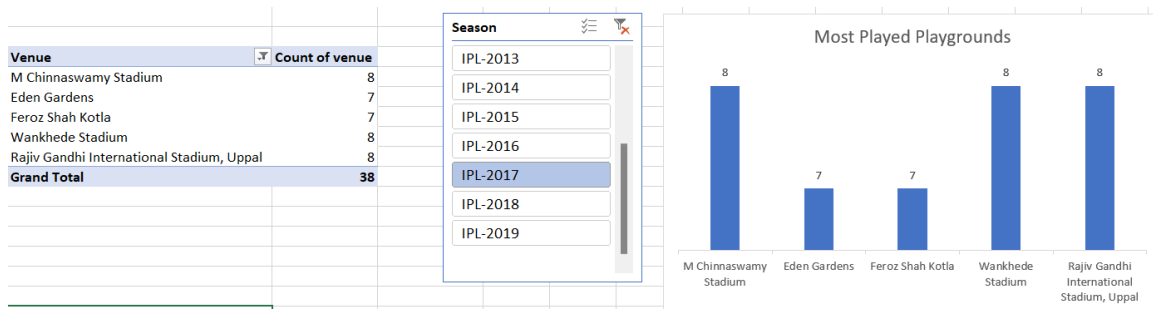 Venue Count of venue
M Chinnaswamy Stadium 8
Eden Gardens 7
Feroz Shah Kotla 7
Wankhede Stadium 8
Rajiv Gandhi International Stadium, Uppal 8
Grand Total 38
Season
IPL-2013
IPL-2014
IPL-2015
IPL-2016
IPL-2017
IPL-2018
IPL-2019
Most Played Playgrounds
8
7
7
8
8
M Chinnaswamy
Stadium
Eden Gardens
Feroz Shah Kotla
Wankhede
Stadium
Rajiv Gandhi
International
Stadium, Uppal